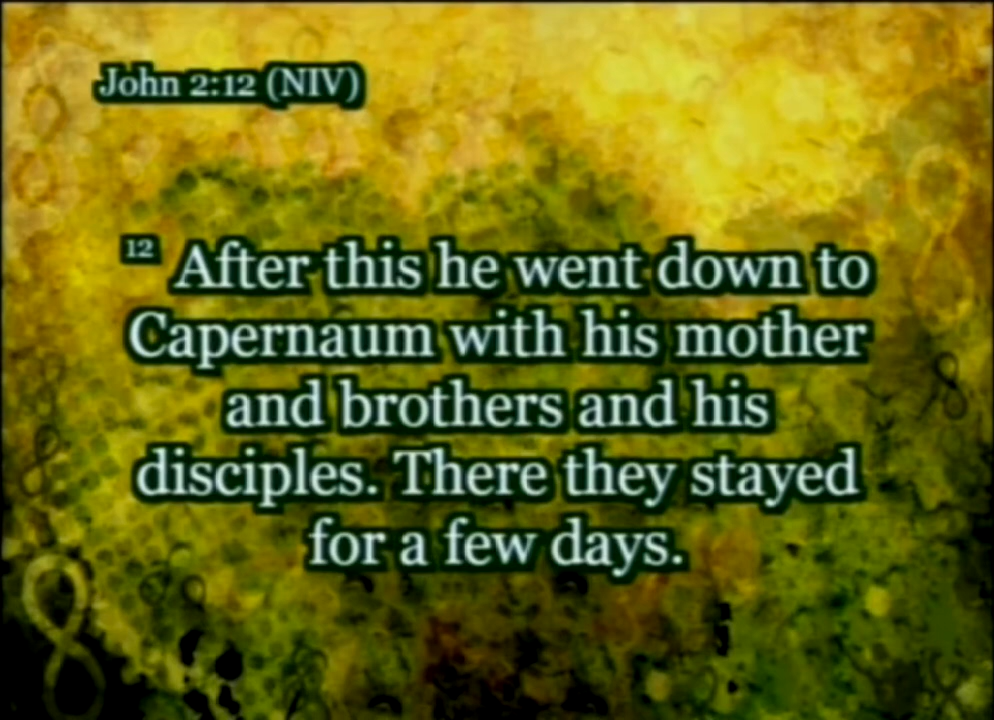 John 2:12 (NIV)
12 After this he went down to
Capernaum with his mother
and brothers and his
disciples. There they stayed
for a few days.